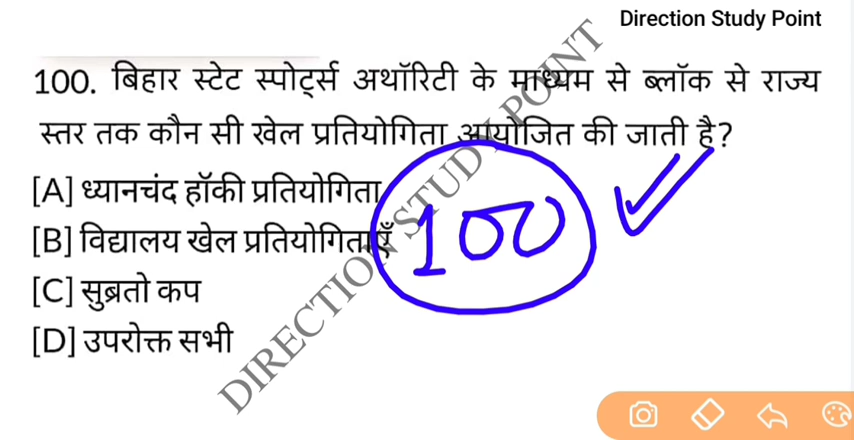 Direction Study Point
100. बिहार स्टेट स्पोर्ट्स अथॉरिटी के माध्यम से ब्लॉक से राज्य
स्तर तक कौन सी खेल प्रतियोगिता आयोजित की जाती है?
[A] ध्यानचंद हॉकी प्रतियोगिता
[B] विद्यालय खेल प्रतियोगिताएँ
100
[C] सुब्रतो कप
[D] उपरोक्त सभी
DIRECTION STUDY POINT